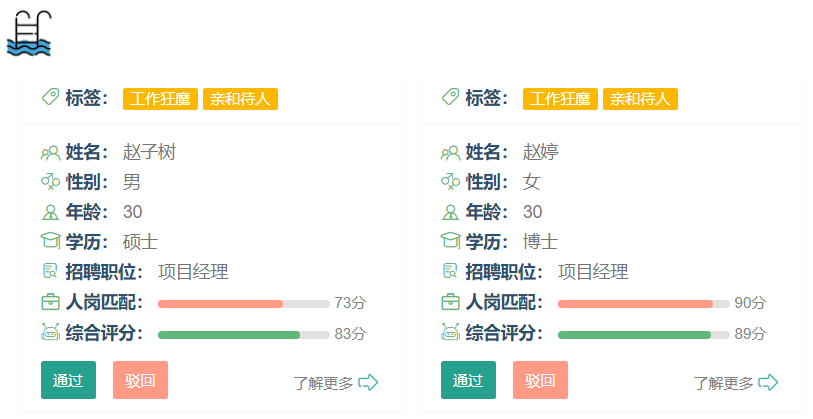 标签： 工作狂魔 亲和待人
姓名： 赵子树
性别： 男
年龄： 30
学历： 硕士
招聘职位： 项目经理
人岗匹配： 73分
综合评分： 83分
通过 驳回 了解更多
标签： 工作狂魔 亲和待人
姓名： 赵婷
性别： 女
年龄： 30
学历： 博士
招聘职位： 项目经理
人岗匹配： 90分
综合评分： 89分
通过 驳回 了解更多